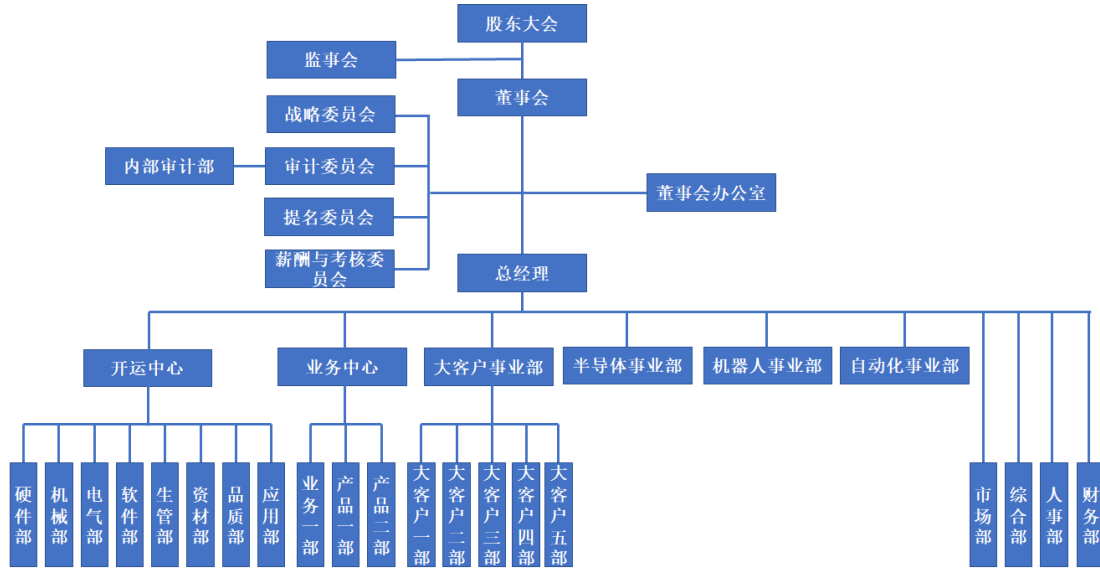 股东大会
监事会
董事会
战略委员会
内部审计部
审计委员会
董事会办公室
提名委员会
薪酬与考核委
员会
总经理
开运中心
业务中心
大客户事业部
半导体事业部
机器人事业部
自动化事业部
硬件部
机械部
电气部
软件部
生管部
资材部
品质部
应用部
业务一部
产品一部
产品二部
大客户一部
大客户二部
大客户三部
大客户四部
大客户五部
市场部
综合部
人事部
财务部